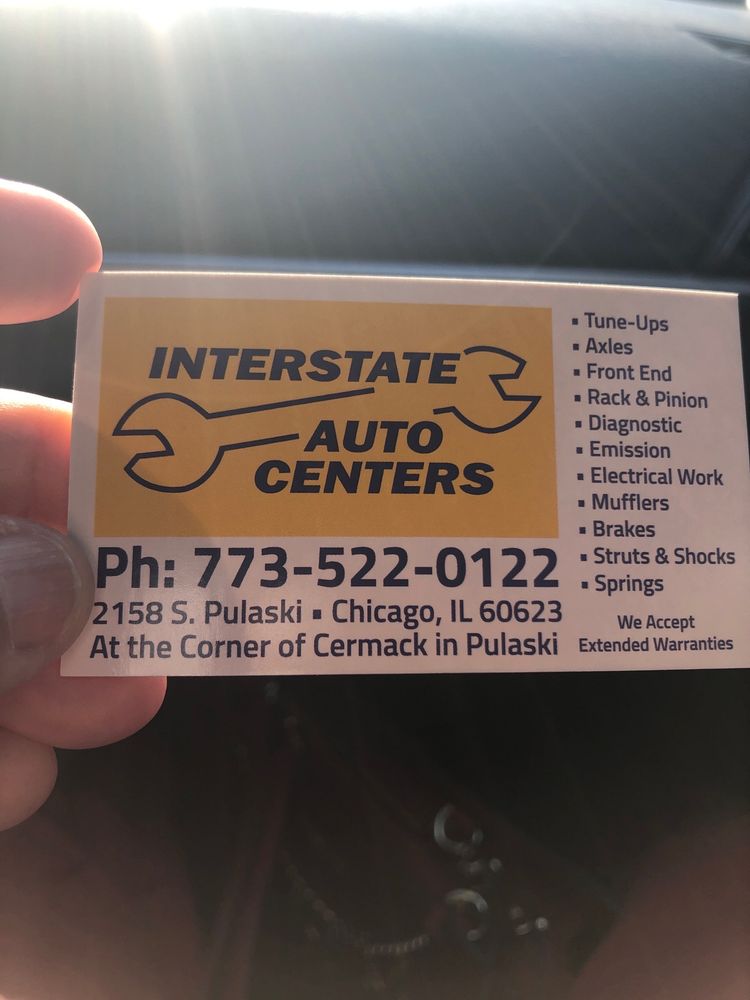 INTERSTATE
AUTO
CENTERS
Ph: 773-522-0122
2158 S. Pulaski ▪ Chicago, IL 60623
At the Corner of Cermack in Pulaski
▪ Tune-Ups
▪ Axles
▪ Front End
▪ Rack & Pinion
▪ Diagnostic
▪ Emission
▪ Electrical Work
▪ Mufflers
▪ Brakes
▪ Struts & Shocks
▪ Springs
We Accept
Extended Warranties